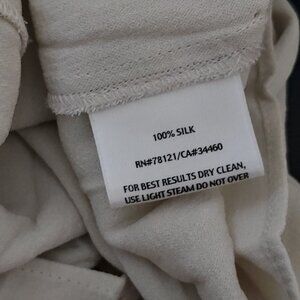 100% SILK
RN#78121/CA#34460
FOR BEST RESULTS DRY CLEAN,
USE LIGHT STEAM DO NOT OVER